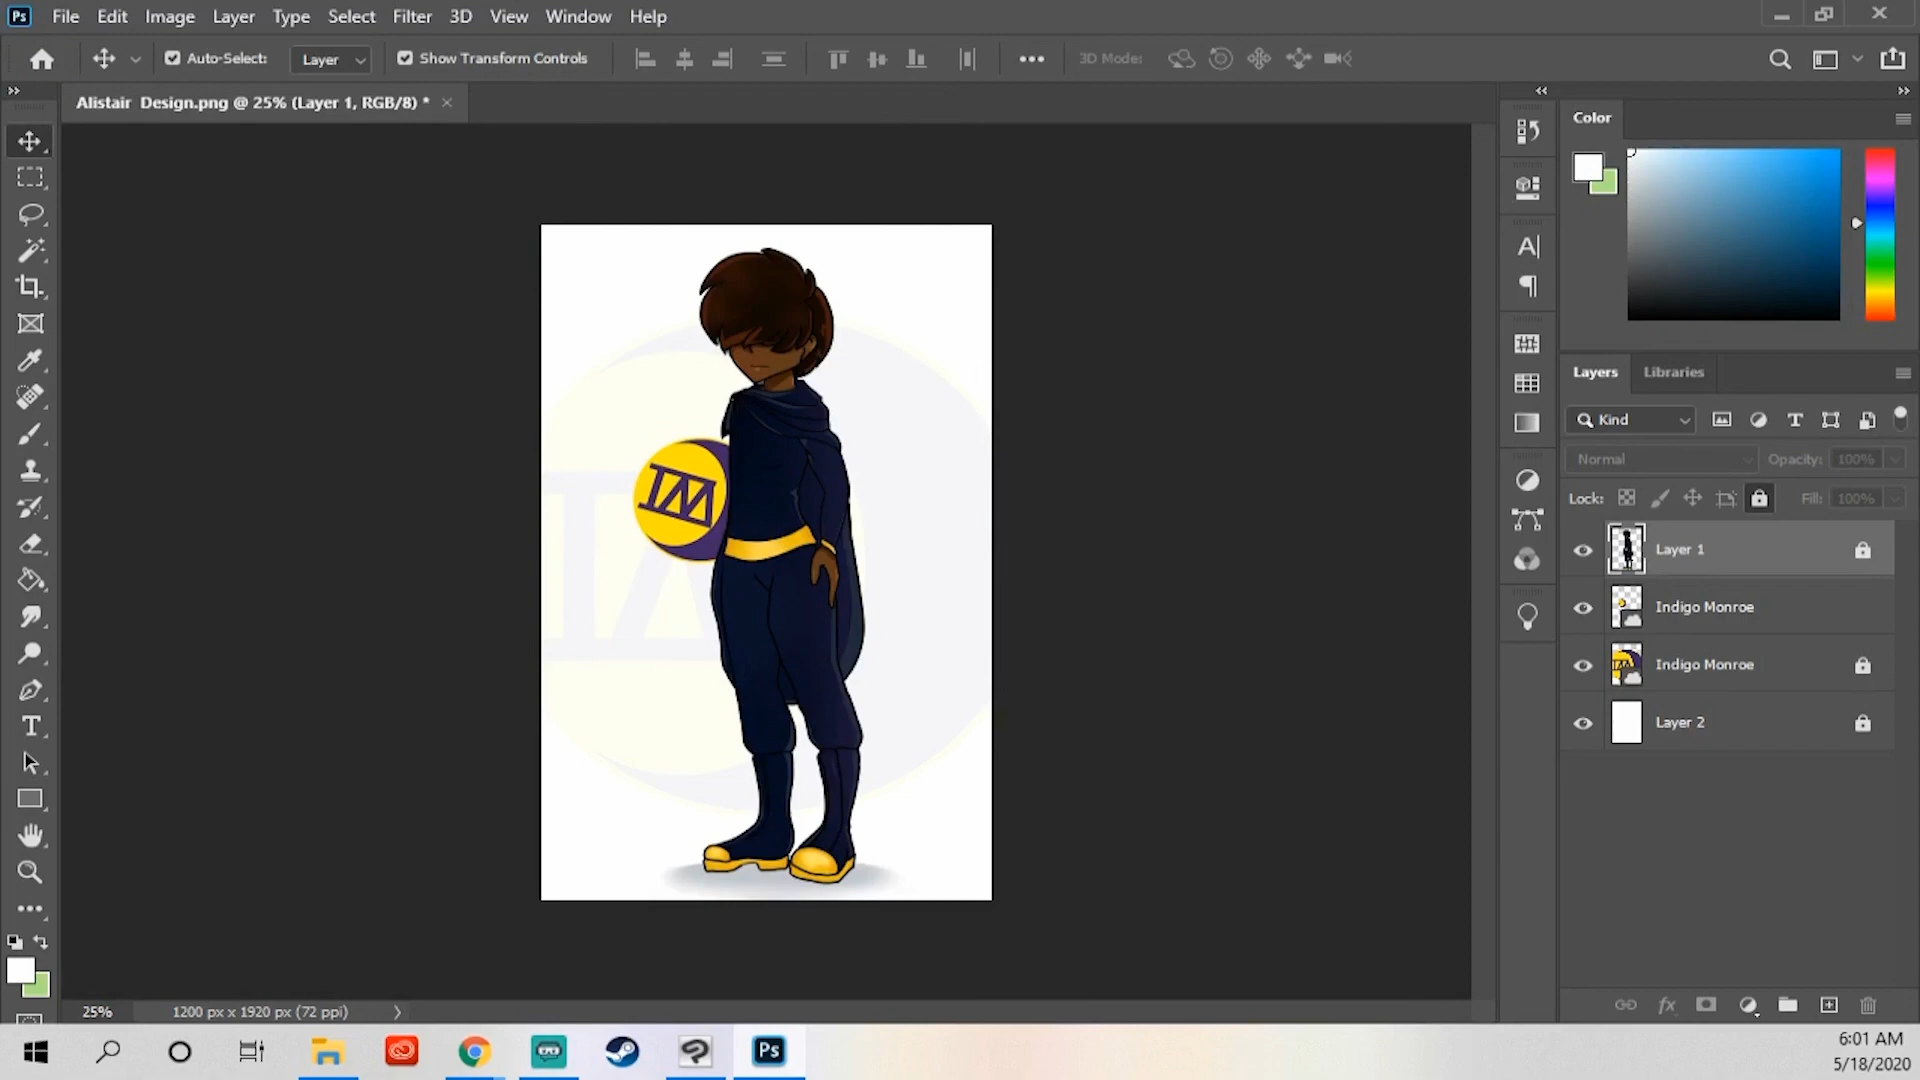 Ps File Edit Image Layer Type Select Filter 3D View Window Help
Auto-Select: Layer Show Transform Controls 3D Mode:
Alistair Design.png @ 25% (Layer 1, RGB/8) *
Color
IM
IM
Layers Libraries
Kind
Normal Opacity: 100%
Lock: Fill: 100%
Layer 1
Indigo Monroe
Indigo Monroe
Layer 2
25% 1200 px x 1920 px (72 ppi)
Ps
6:01 AM
5/18/2020